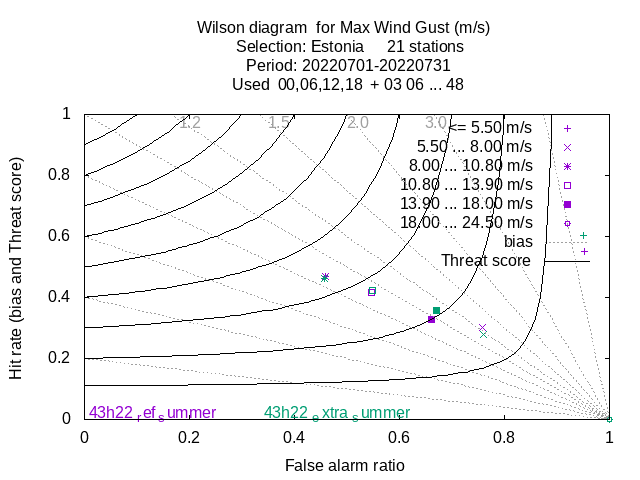 Wilson diagram for Max Wind Gust (m/s)
Selection: Estonia 21 stations
Period: 20220701-20220731
Used 00,06,12,18 + 03 06 ... 48
1.2 1.5 2.0 3.0
<= 5.50 m/s
5.50 ... 8.00 m/s
8.00 ... 10.80 m/s
10.80 ... 13.90 m/s
13.90 ... 18.00 m/s
18.00 ... 24.50 m/s
bias
Threat score
1
0.8
0.6
0.4
0.2
0
Hit rate (bias and Threat score)
43h22refsummer 43h22extrasummer
0 0.2 0.4 0.6 0.8 1
False alarm ratio